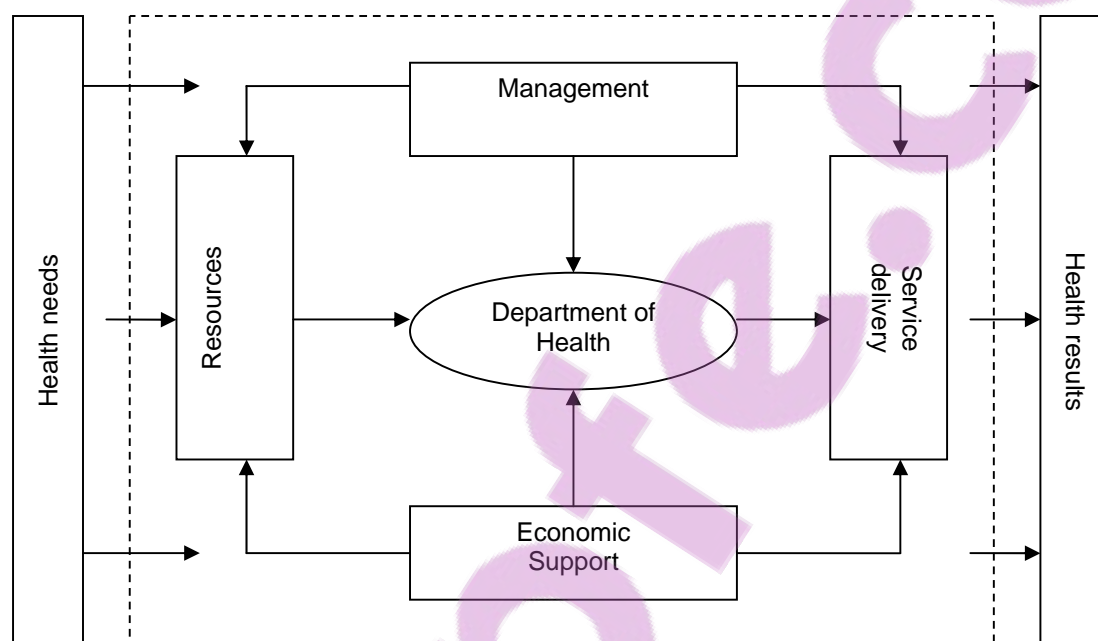 Management
Health needs
Resources
Department of
Health
Service
delivery
Health results
Economic
Support